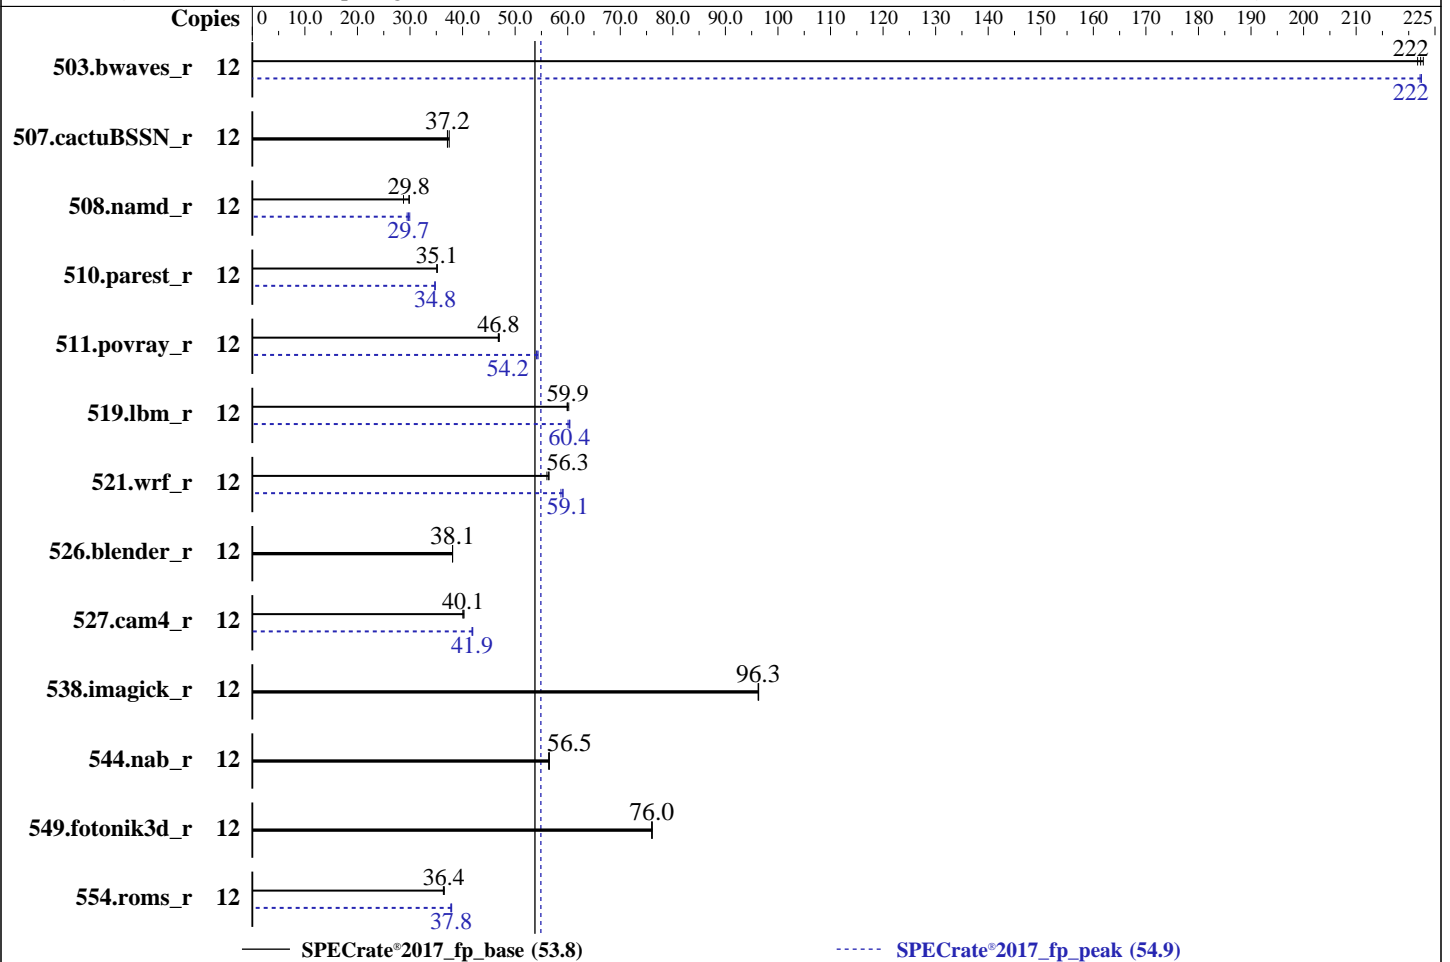 Copies 0 10.0 20.0 30.0 40.0 50.0 60.0 70.0 80.0 90.0 100 110 120 130 140 150 160 170 180 190 200 210 225
503.bwaves_r 12 222
222
507.cactuBSSN_r 12 37.2
508.namd_r 12 29.8
29.7
510.parest_r 12 35.1
34.8
511.povray_r 12 46.8
54.2
519.lbm_r 12 59.9
60.4
521.wrf_r 12 56.3
59.1
526.blender_r 12 38.1
527.cam4_r 12 40.1
41.9
538.imagick_r 12 96.3
544.nab_r 12 56.5
549.fotonik3d_r 12 76.0
554.roms_r 12 36.4
37.8
SPECrate®2017_fp_base (53.8) SPECrate®2017_fp_peak (54.9)